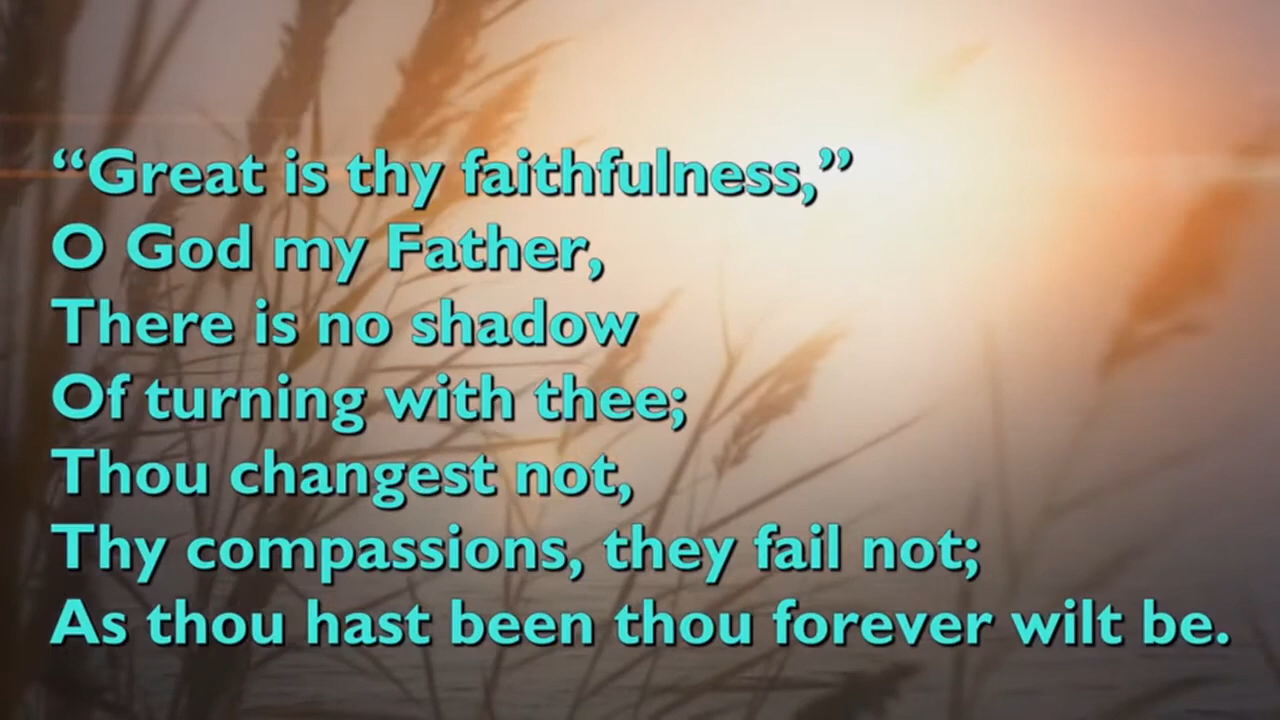 “Great is thy faithfulness,”
O God my Father,
There is no shadow
Of turning with thee;
Thou changest not,
Thy compassions, they fail not;
As thou hast been thou forever wilt be.